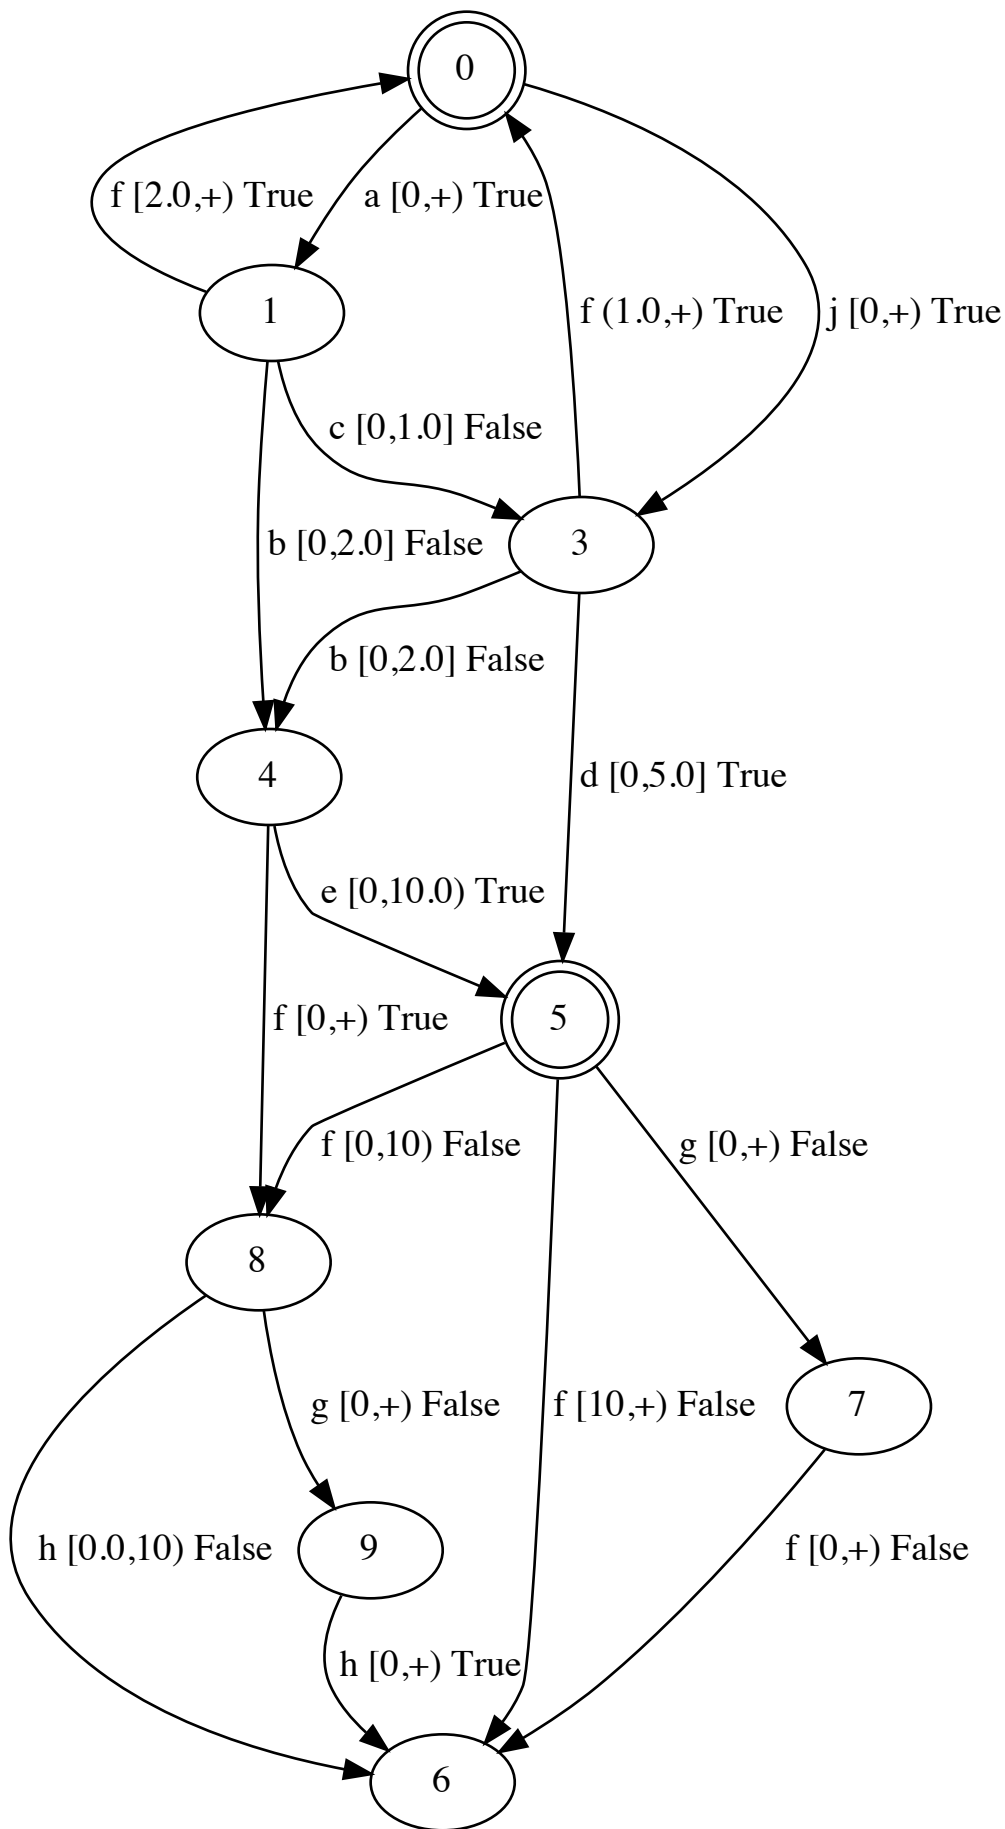 0
f [2.0,+) True
a [0,+) True
1
f (1.0,+) True
j [0,+) True
c [0,1.0] False
b [0,2.0] False
3
b [0,2.0] False
4
d [0,5.0] True
e [0,10.0) True
f [0,+) True
5
f [0,10) False
g [0,+) False
8
g [0,+) False
f [10,+) False
7
h [0.0,10) False
9
f [0,+) False
h [0,+) True
6